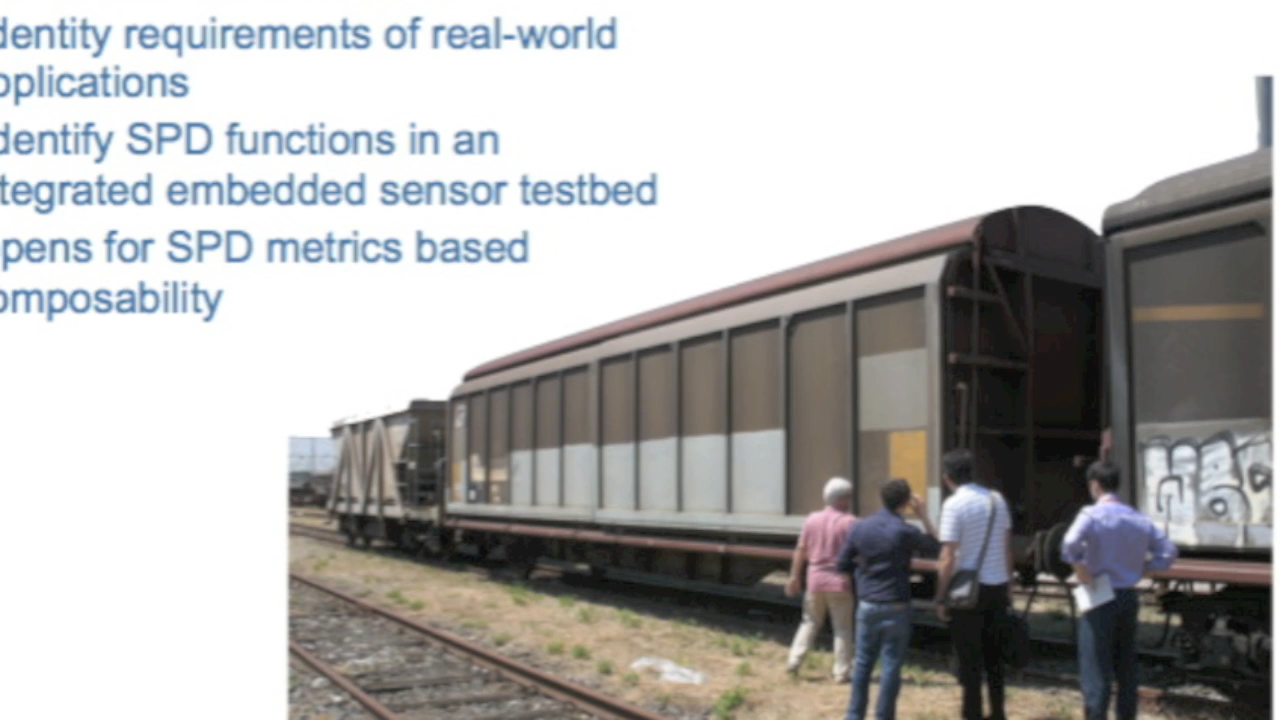 dentity requirements of real-world
pplications
dentify SPD functions in an
ntegrated embedded sensor testbed
pens for SPD metrics based
omposability